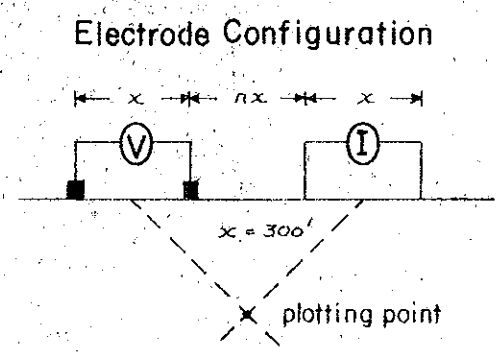 Electrode Configuration
x nx x
V I
x = 300'
plotting point